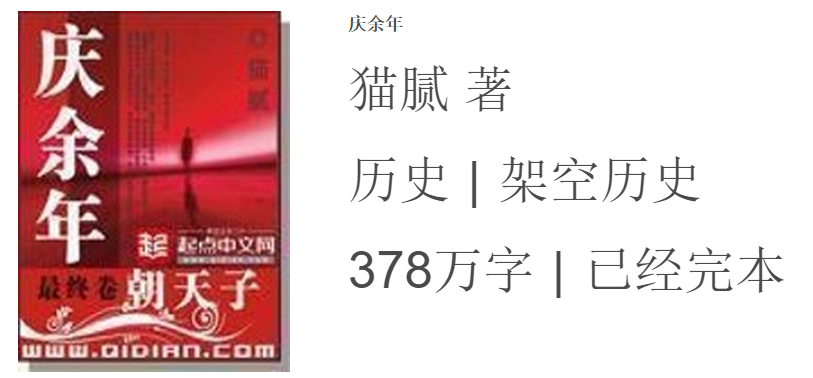 庆余年
猫腻
起 起点中文网
最终卷 朝天子
www.QIDIAN.com
庆余年
猫腻 著
历史 | 架空历史
378万字 | 已经完本